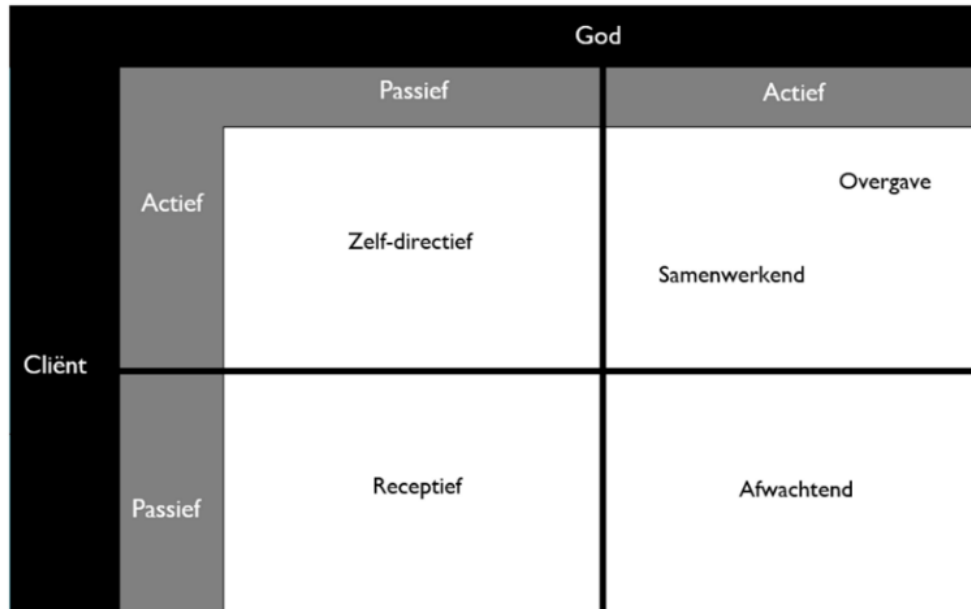 God
Passief
Actief
Actief
Overgave
Zelf-directief
Samenwerkend
Cliënt
Passief
Receptief
Afwachtend